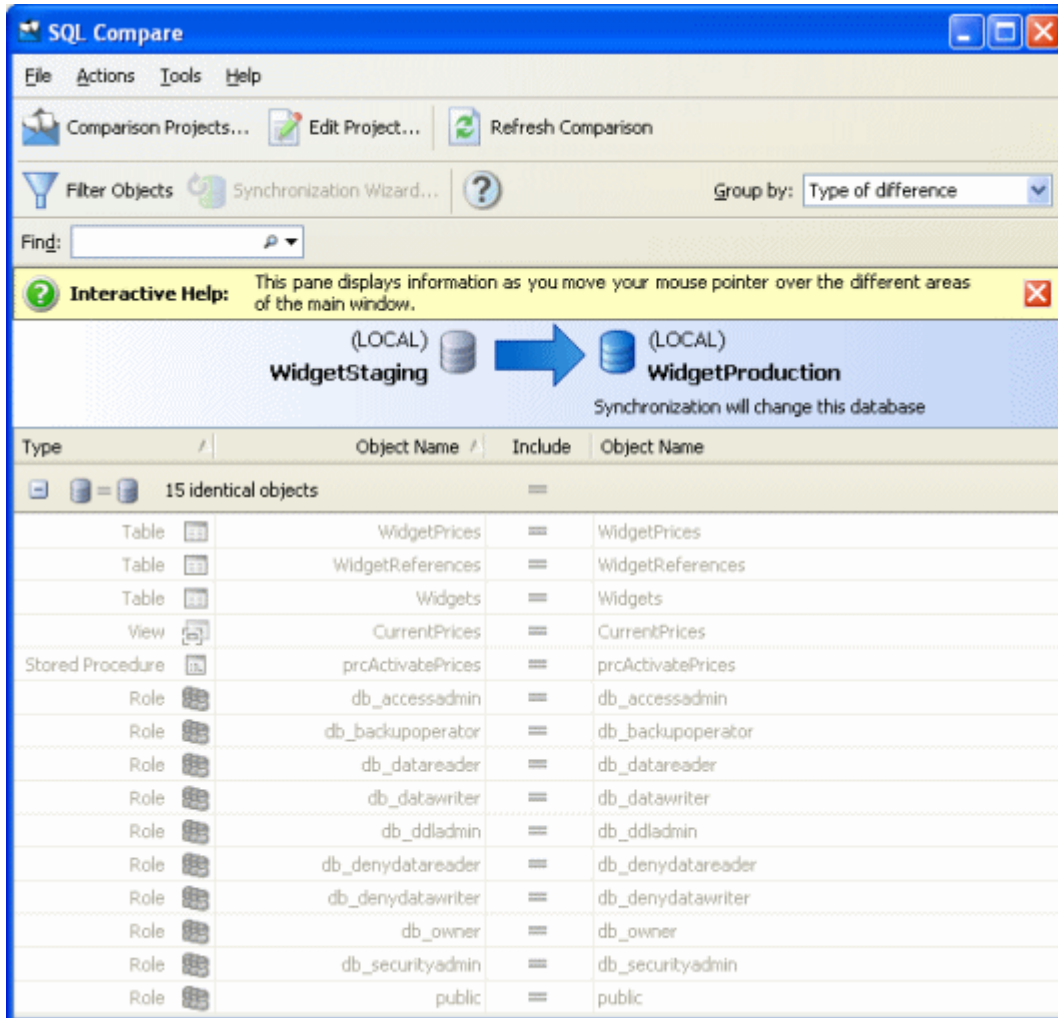 SQL Compare
File Actions Tools Help
Comparison Projects... Edit Project... Refresh Comparison
Filter Objects Synchronization Wizard... ? Group by: Type of difference
Find:
? Interactive Help: This pane displays information as you move your mouse pointer over the different areas
of the main window.
(LOCAL) (LOCAL)
WidgetStaging WidgetProduction
Synchronization will change this database
Type Object Name Include Object Name
= 15 identical objects =
Table WidgetPrices = WidgetPrices
Table WidgetReferences = WidgetReferences
Table Widgets = Widgets
View CurrentPrices = CurrentPrices
Stored Procedure prcActivatePrices = prcActivatePrices
Role db_accessadmin = db_accessadmin
Role db_backupoperator = db_backupoperator
Role db_datareader = db_datareader
Role db_datawriter = db_datawriter
Role db_ddladmin = db_ddladmin
Role db_denydatareader = db_denydatareader
Role db_denydatawriter = db_denydatawriter
Role db_owner = db_owner
Role db_securityadmin = db_securityadmin
Role public = public